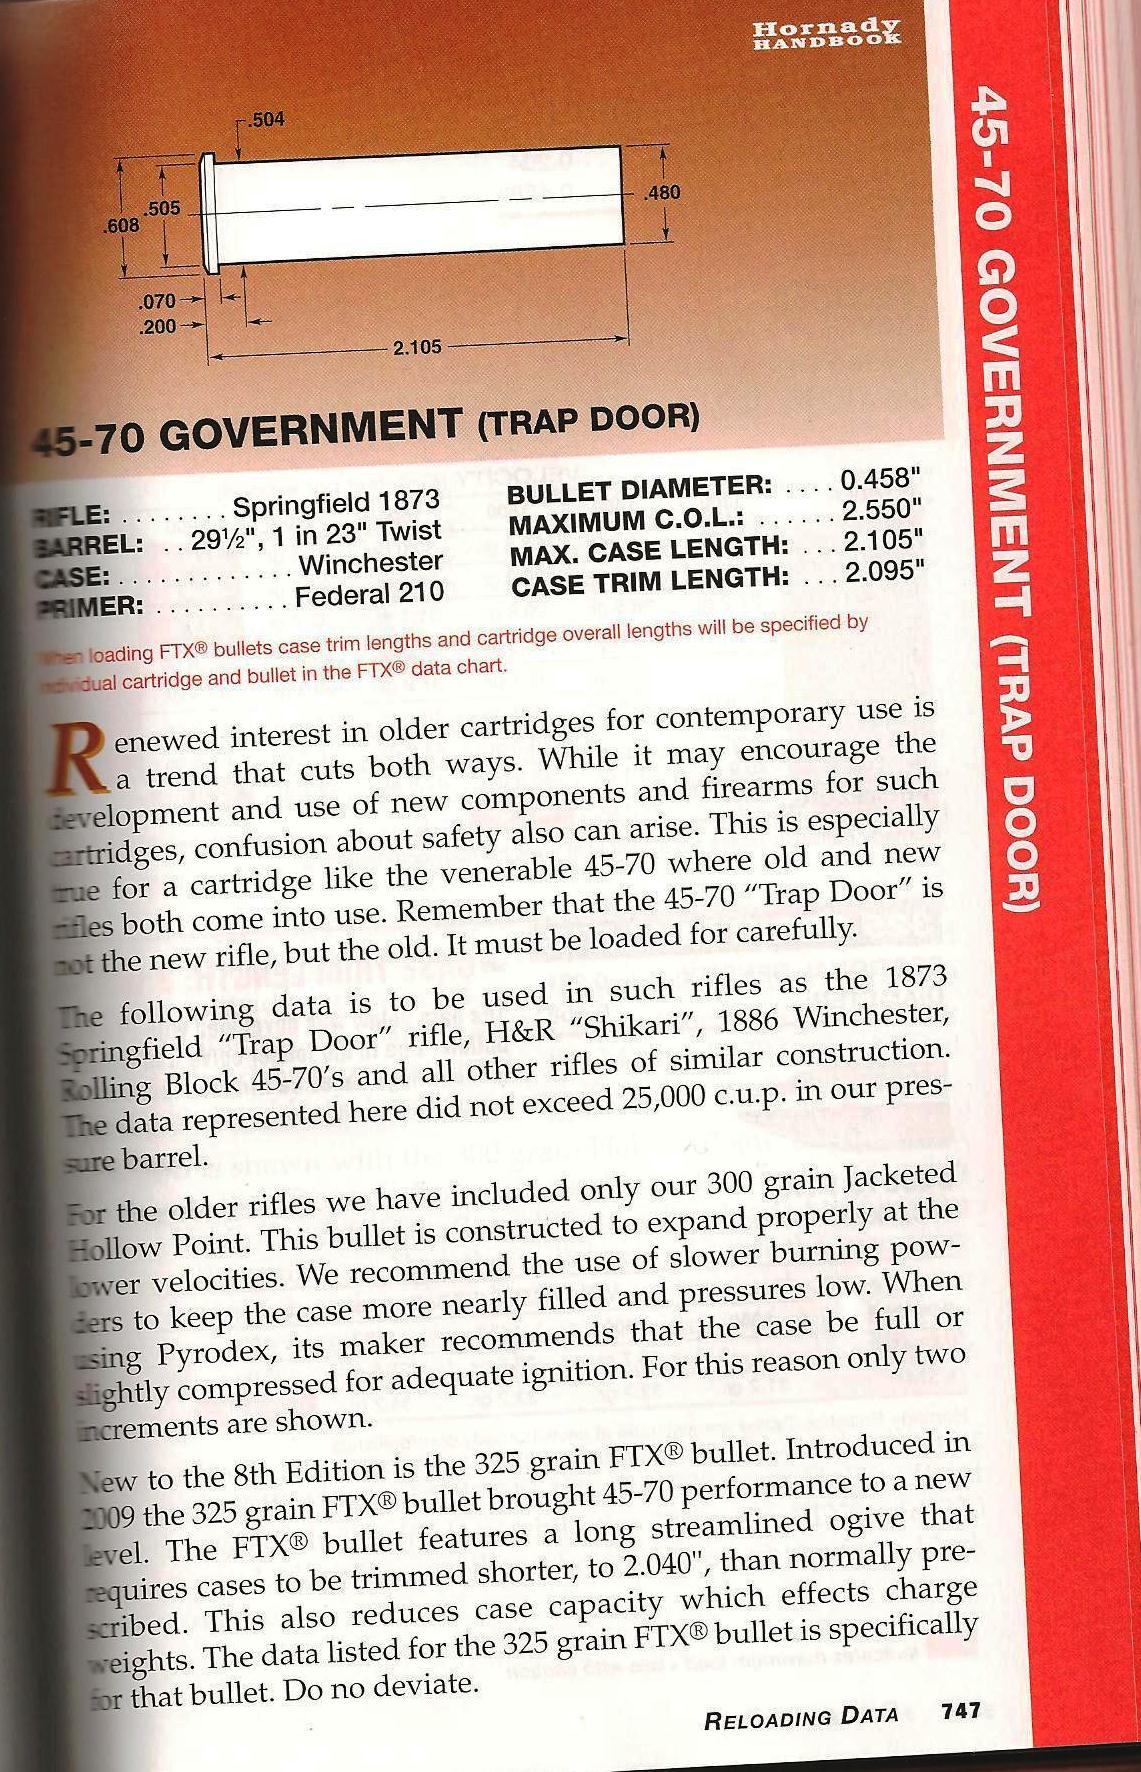 Hornady
HANDBOOK
.504
.505
.608
.480
.070
.200
2.105
45-70 GOVERNMENT (TRAP DOOR)
RIFLE: ........ Springfield 1873
BARREL: .. 29½", 1 in 23" Twist
CASE: ............. Winchester
PRIMER: .......... Federal 210
BULLET DIAMETER: .... 0.458"
MAXIMUM C.O.L.: ...... 2.550"
MAX. CASE LENGTH: ... 2.105"
CASE TRIM LENGTH: ... 2.095"
When loading FTX® bullets case trim lengths and cartridge overall lengths will be specified by
individual cartridge and bullet in the FTX® data chart.
Renewed interest in older cartridges for contemporary use is
a trend that cuts both ways. While it may encourage the
development and use of new components and firearms for such
cartridges, confusion about safety also can arise. This is especially
true for a cartridge like the venerable 45-70 where old and new
rifles both come into use. Remember that the 45-70 “Trap Door” is
not the new rifle, but the old. It must be loaded for carefully.
The following data is to be used in such rifles as the 1873
Springfield “Trap Door” rifle, H&R “Shikari”, 1886 Winchester,
Rolling Block 45-70's and all other rifles of similar construction.
The data represented here did not exceed 25,000 c.u.p. in our pres-
sure barrel.
For the older rifles we have included only our 300 grain Jacketed
Hollow Point. This bullet is constructed to expand properly at the
lower velocities. We recommend the use of slower burning pow-
ders to keep the case more nearly filled and pressures low. When
using Pyrodex, its maker recommends that the case be full or
slightly compressed for adequate ignition. For this reason only two
increments are shown.
New to the 8th Edition is the 325 grain FTX® bullet. Introduced in
2009 the 325 grain FTX® bullet brought 45-70 performance to a new
level. The FTX® bullet features a long streamlined ogive that
requires cases to be trimmed shorter, to 2.040", than normally pre-
scribed. This also reduces case capacity which effects charge
weights. The data listed for the 325 grain FTX® bullet is specifically
for that bullet. Do no deviate.
RELOADING DATA 747
45-70 GOVERNMENT (TRAP DOOR)